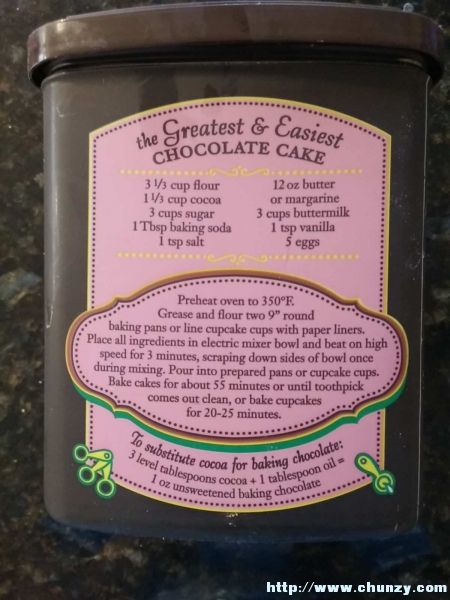 the Greatest & Easiest
CHOCOLATE CAKE
3 1/3 cup flour
1 1/3 cup cocoa
3 cups sugar
1 Tbsp baking soda
1 tsp salt
12 oz butter
or margarine
3 cups buttermilk
1 tsp vanilla
5 eggs
Preheat oven to 350°F.
Grease and flour two 9" round
baking pans or line cupcake cups with paper liners.
Place all ingredients in electric mixer bowl and beat on high
speed for 3 minutes, scraping down sides of bowl once
during mixing. Pour into prepared pans or cupcake cups.
Bake cakes for about 55 minutes or until toothpick
comes out clean, or bake cupcakes
for 20-25 minutes.
To substitute cocoa for baking chocolate:
3 level tablespoons cocoa + 1 tablespoon oil =
1 oz unsweetened baking chocolate
http://www.chunzy.com